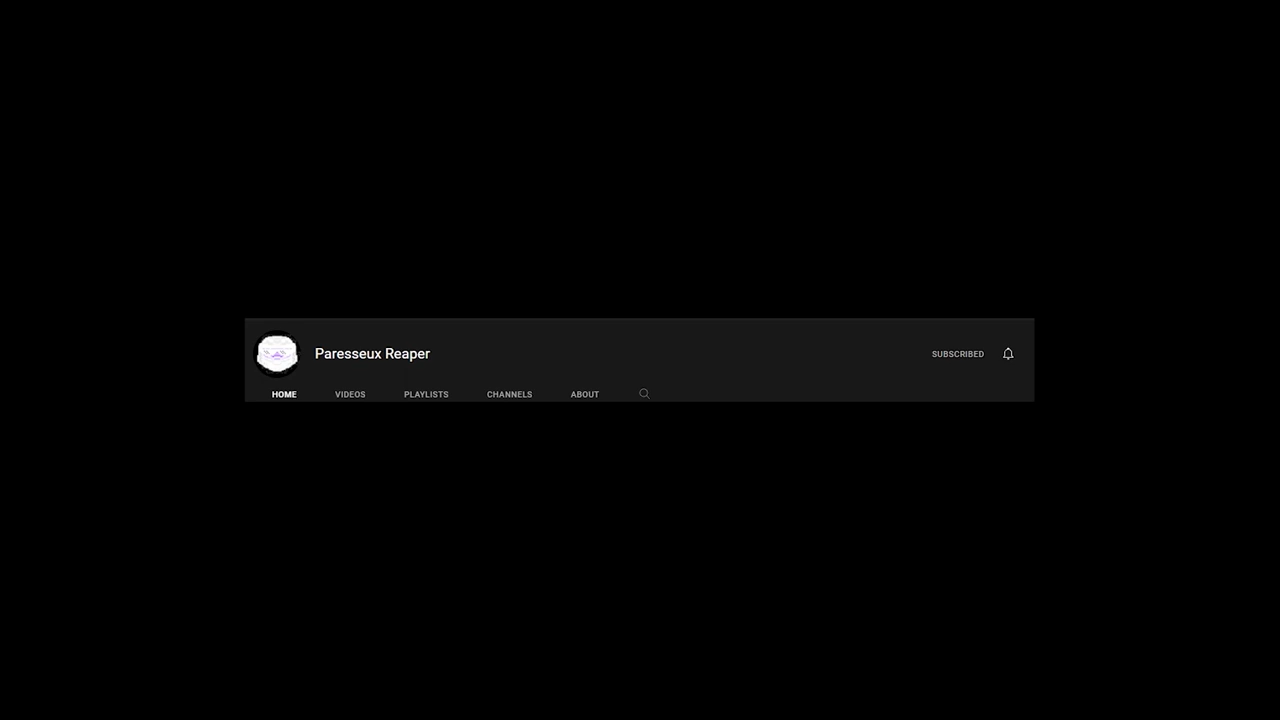 Paresseux Reaper
SUBSCRIBED
HOME VIDEOS PLAYLISTS CHANNELS ABOUT